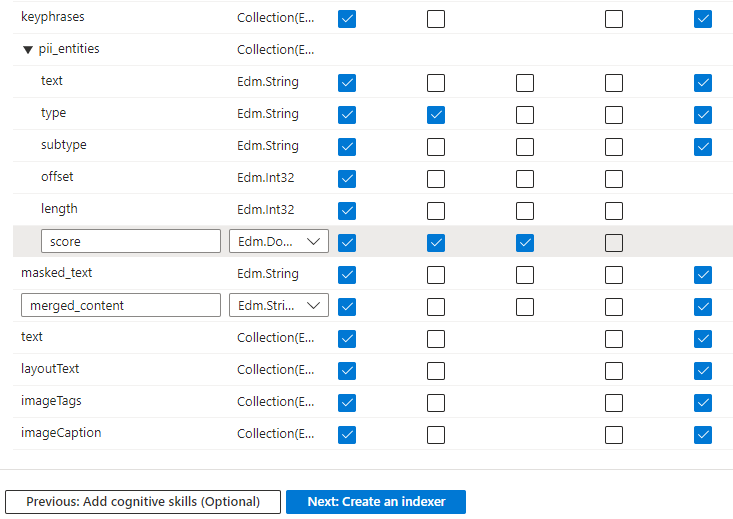 keyphrases Collection(E...
pii_entities Collection(E...
text Edm.String
type Edm.String
subtype Edm.String
offset Edm.Int32
length Edm.Int32
score Edm.Do...
masked_text Edm.String
merged_content Edm.Stri...
text Collection(E...
layoutText Collection(E...
imageTags Collection(E...
imageCaption Collection(E...
Previous: Add cognitive skills (Optional) Next: Create an indexer